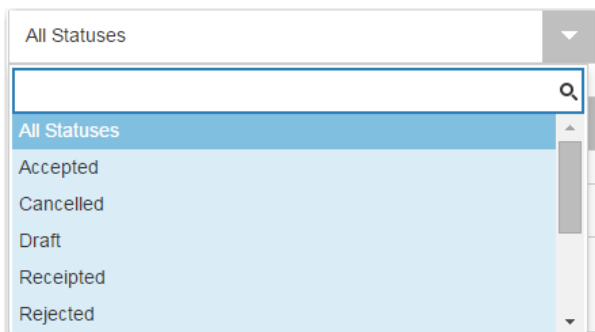 All Statuses
All Statuses
Accepted
Cancelled
Draft
Receipted
Rejected